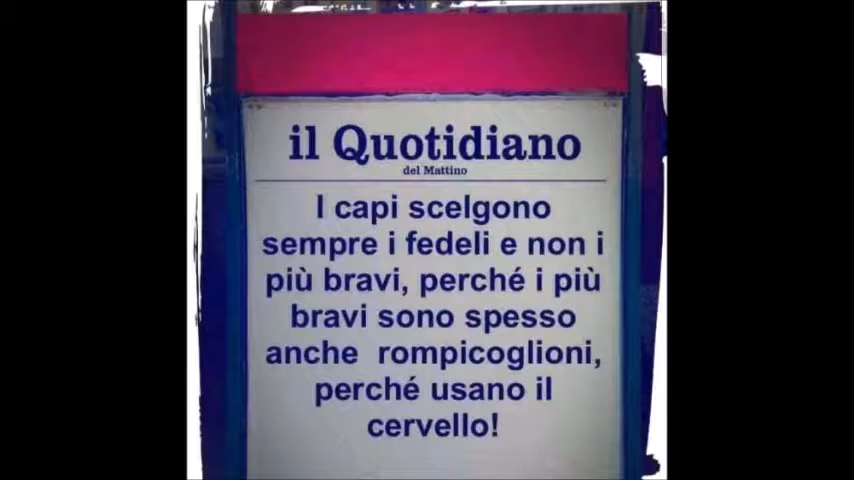 il Quotidiano
del Mattino
I capi scelgono
sempre i fedeli e non i
più bravi, perché i più
bravi sono spesso
anche rompicoglioni,
perché usano il
cervello!